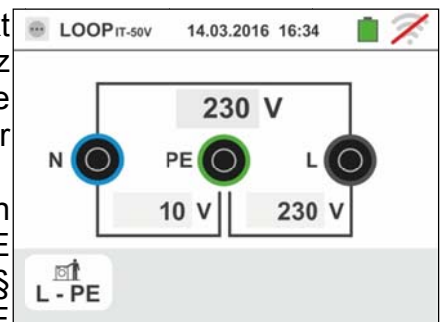 LOOP IT-50V 14.03.2016 16:34
230 V
N PE L
10 V 230 V
L - PE